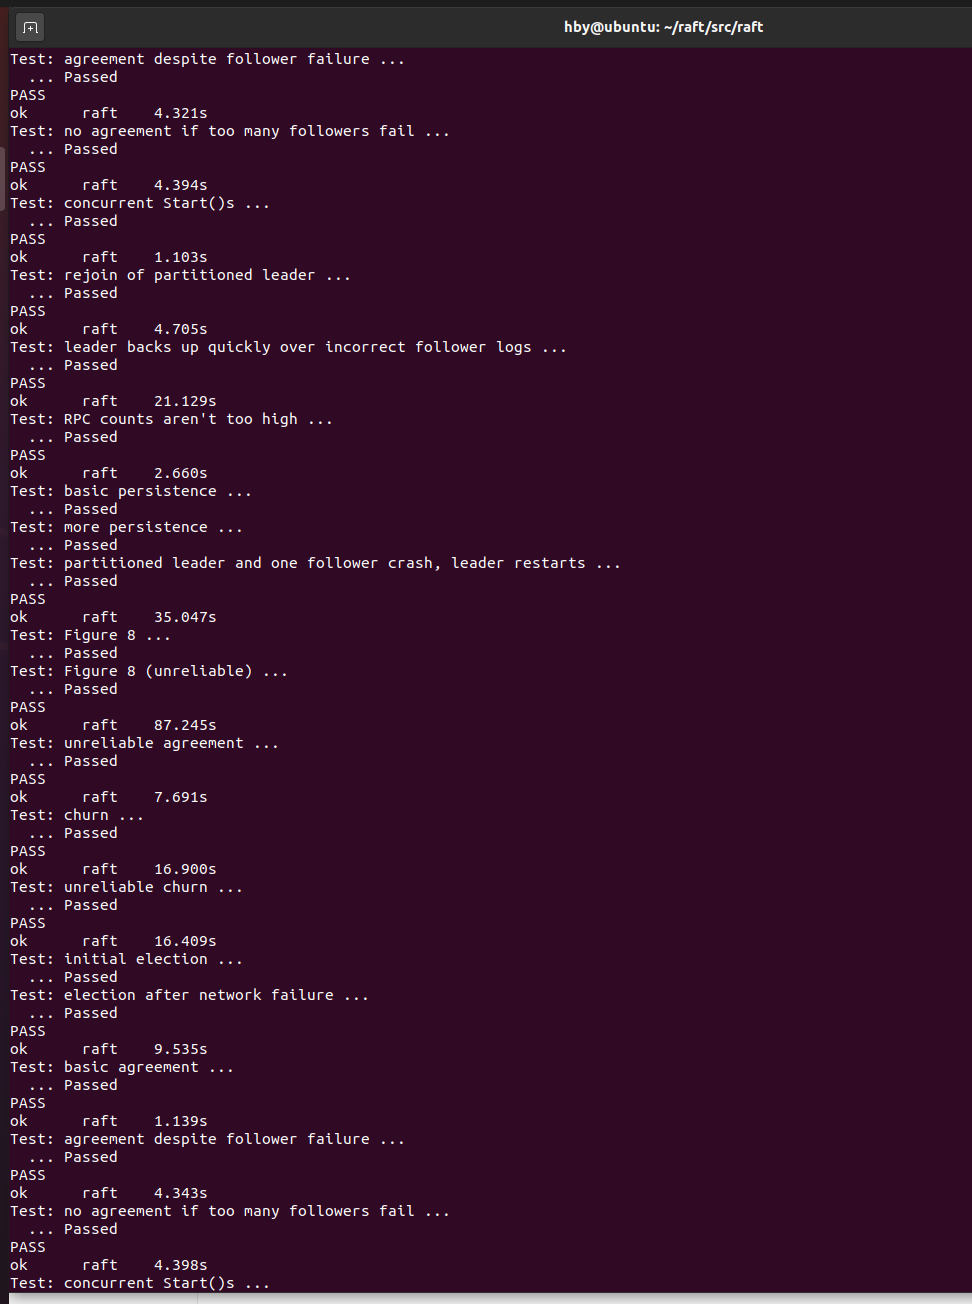 hby@ubuntu: ~/raft/src/raft
Test: agreement despite follower failure ...
  ... Passed
PASS
ok      raft    4.321s
Test: no agreement if too many followers fail ...
  ... Passed
PASS
ok      raft    4.394s
Test: concurrent Start()s ...
  ... Passed
PASS
ok      raft    1.103s
Test: rejoin of partitioned leader ...
  ... Passed
PASS
ok      raft    4.705s
Test: leader backs up quickly over incorrect follower logs ...
  ... Passed
PASS
ok      raft    21.129s
Test: RPC counts aren't too high ...
  ... Passed
PASS
ok      raft    2.660s
Test: basic persistence ...
  ... Passed
Test: more persistence ...
  ... Passed
Test: partitioned leader and one follower crash, leader restarts ...
  ... Passed
PASS
ok      raft    35.047s
Test: Figure 8 ...
  ... Passed
Test: Figure 8 (unreliable) ...
  ... Passed
PASS
ok      raft    87.245s
Test: unreliable agreement ...
  ... Passed
PASS
ok      raft    7.691s
Test: churn ...
  ... Passed
PASS
ok      raft    16.900s
Test: unreliable churn ...
  ... Passed
PASS
ok      raft    16.409s
Test: initial election ...
  ... Passed
Test: election after network failure ...
  ... Passed
PASS
ok      raft    9.535s
Test: basic agreement ...
  ... Passed
PASS
ok      raft    1.139s
Test: agreement despite follower failure ...
  ... Passed
PASS
ok      raft    4.343s
Test: no agreement if too many followers fail ...
  ... Passed
PASS
ok      raft    4.398s
Test: concurrent Start()s ...